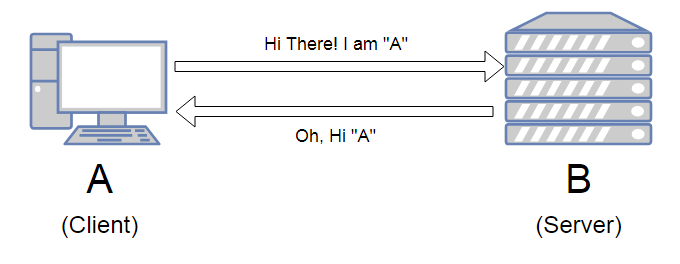 Hi There! I am "A"
Oh, Hi "A"
A
(Client)
B
(Server)